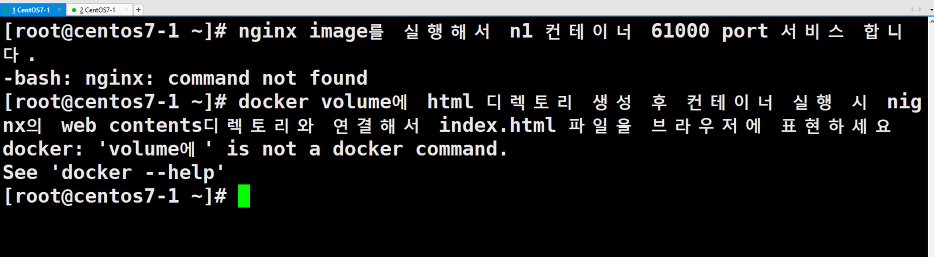 1 CentOS7-1 × 2 CentOS7-1 × +
[root@centos7-1 ~]# nginx image를 실행해서 n1 컨테이너 61000 port 서비스 합니
다.
-bash: nginx: command not found
[root@centos7-1 ~]# docker volume에 html 디렉토리 생성 후 컨테이너 실행 시 nig
nx의 web contents디렉토리와 연결해서 index.html 파일을 브라우저에 표현하세요
docker: 'volume에' is not a docker command.
See 'docker --help'
[root@centos7-1 ~]#